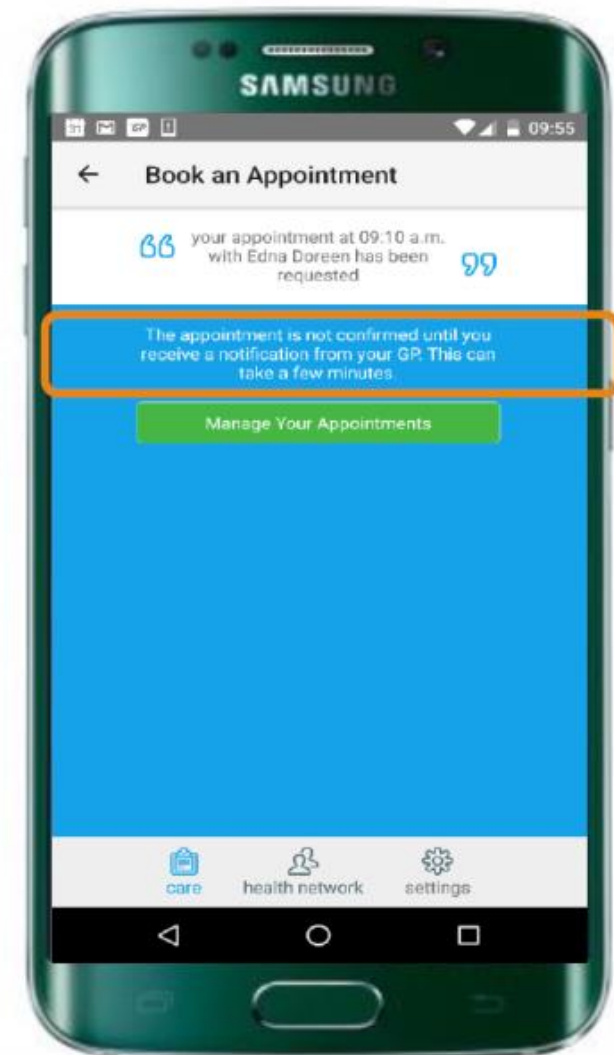 SAMSUNG
31 GP 09:55
Book an Appointment
your appointment at 09:10 a.m.
with Edna Doreen has been
requested
The appointment is not confirmed until you
receive a notification from your GP. This can
take a few minutes
Manage Your Appointments
care health network settings